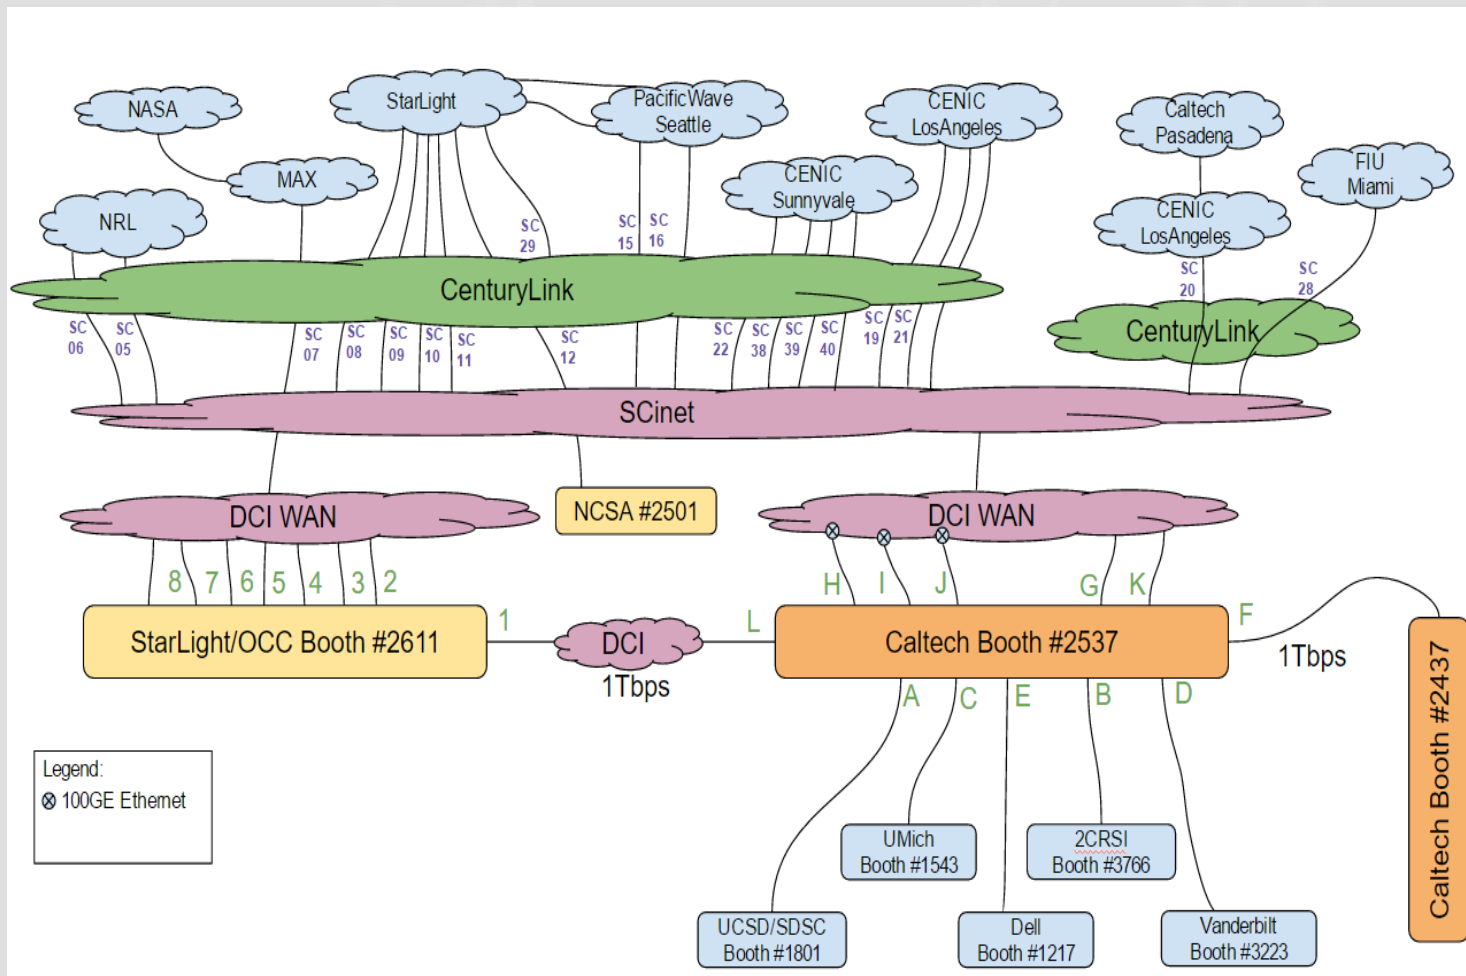 NASA
StarLight
PacificWave
Seattle
CENIC
LosAngeles
Caltech
Pasadena
FIU
Miami
MAX
CENIC
Sunnyvale
NRL
CENIC
LosAngeles
SC
29
SC
15
SC
16
SC
20
SC
28
CenturyLink
CenturyLink
SC
06
SC
05
SC
07
SC
08
SC
09
SC
10
SC
11
SC
12
SC
22
SC
38
SC
39
SC
40
SC
19
SC
21
SCinet
DCI WAN
NCSA #2501
DCI WAN
8
7
6
5
4
3
2
H
I
J
G
K
StarLight/OCC Booth #2611
1
DCI
1Tbps
L
Caltech Booth #2537
F
1Tbps
Caltech Booth #2437
A
C
E
B
D
Legend:
100GE Ethernet
UMich
Booth #1543
2CRSI
Booth #3766
UCSD/SDSC
Booth #1801
Dell
Booth #1217
Vanderbilt
Booth #3223